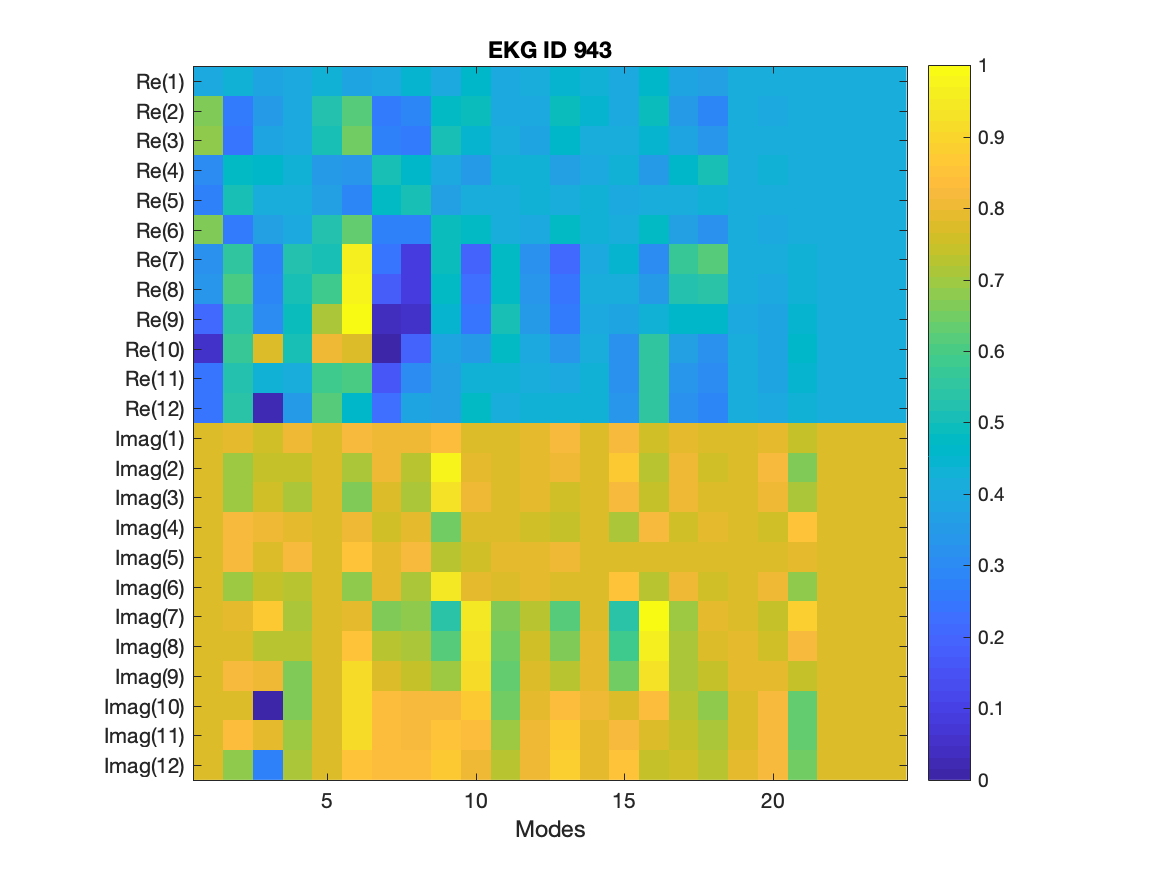 EKG ID 943
Re(1)
Re(2)
Re(3)
Re(4)
Re(5)
Re(6)
Re(7)
Re(8)
Re(9)
Re(10)
Re(11)
Re(12)
Imag(1)
Imag(2)
Imag(3)
Imag(4)
Imag(5)
Imag(6)
Imag(7)
Imag(8)
Imag(9)
Imag(10)
Imag(11)
Imag(12)
5 10 15 20
Modes
1
0.9
0.8
0.7
0.6
0.5
0.4
0.3
0.2
0.1
0